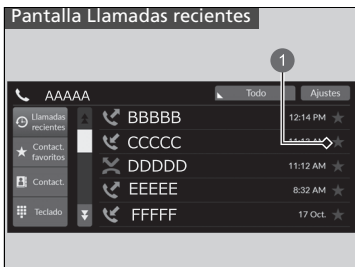 Pantalla Llamadas recientes
1
AAAAA
Todo
Ajustes
Llamadas
recientes
BBBBB
12:14 PM
Contact.
favoritos
CCCCC
DDDDD
11:12 AM
Contact.
EEEEE
8:32 AM
Teclado
FFFFF
17 Oct.